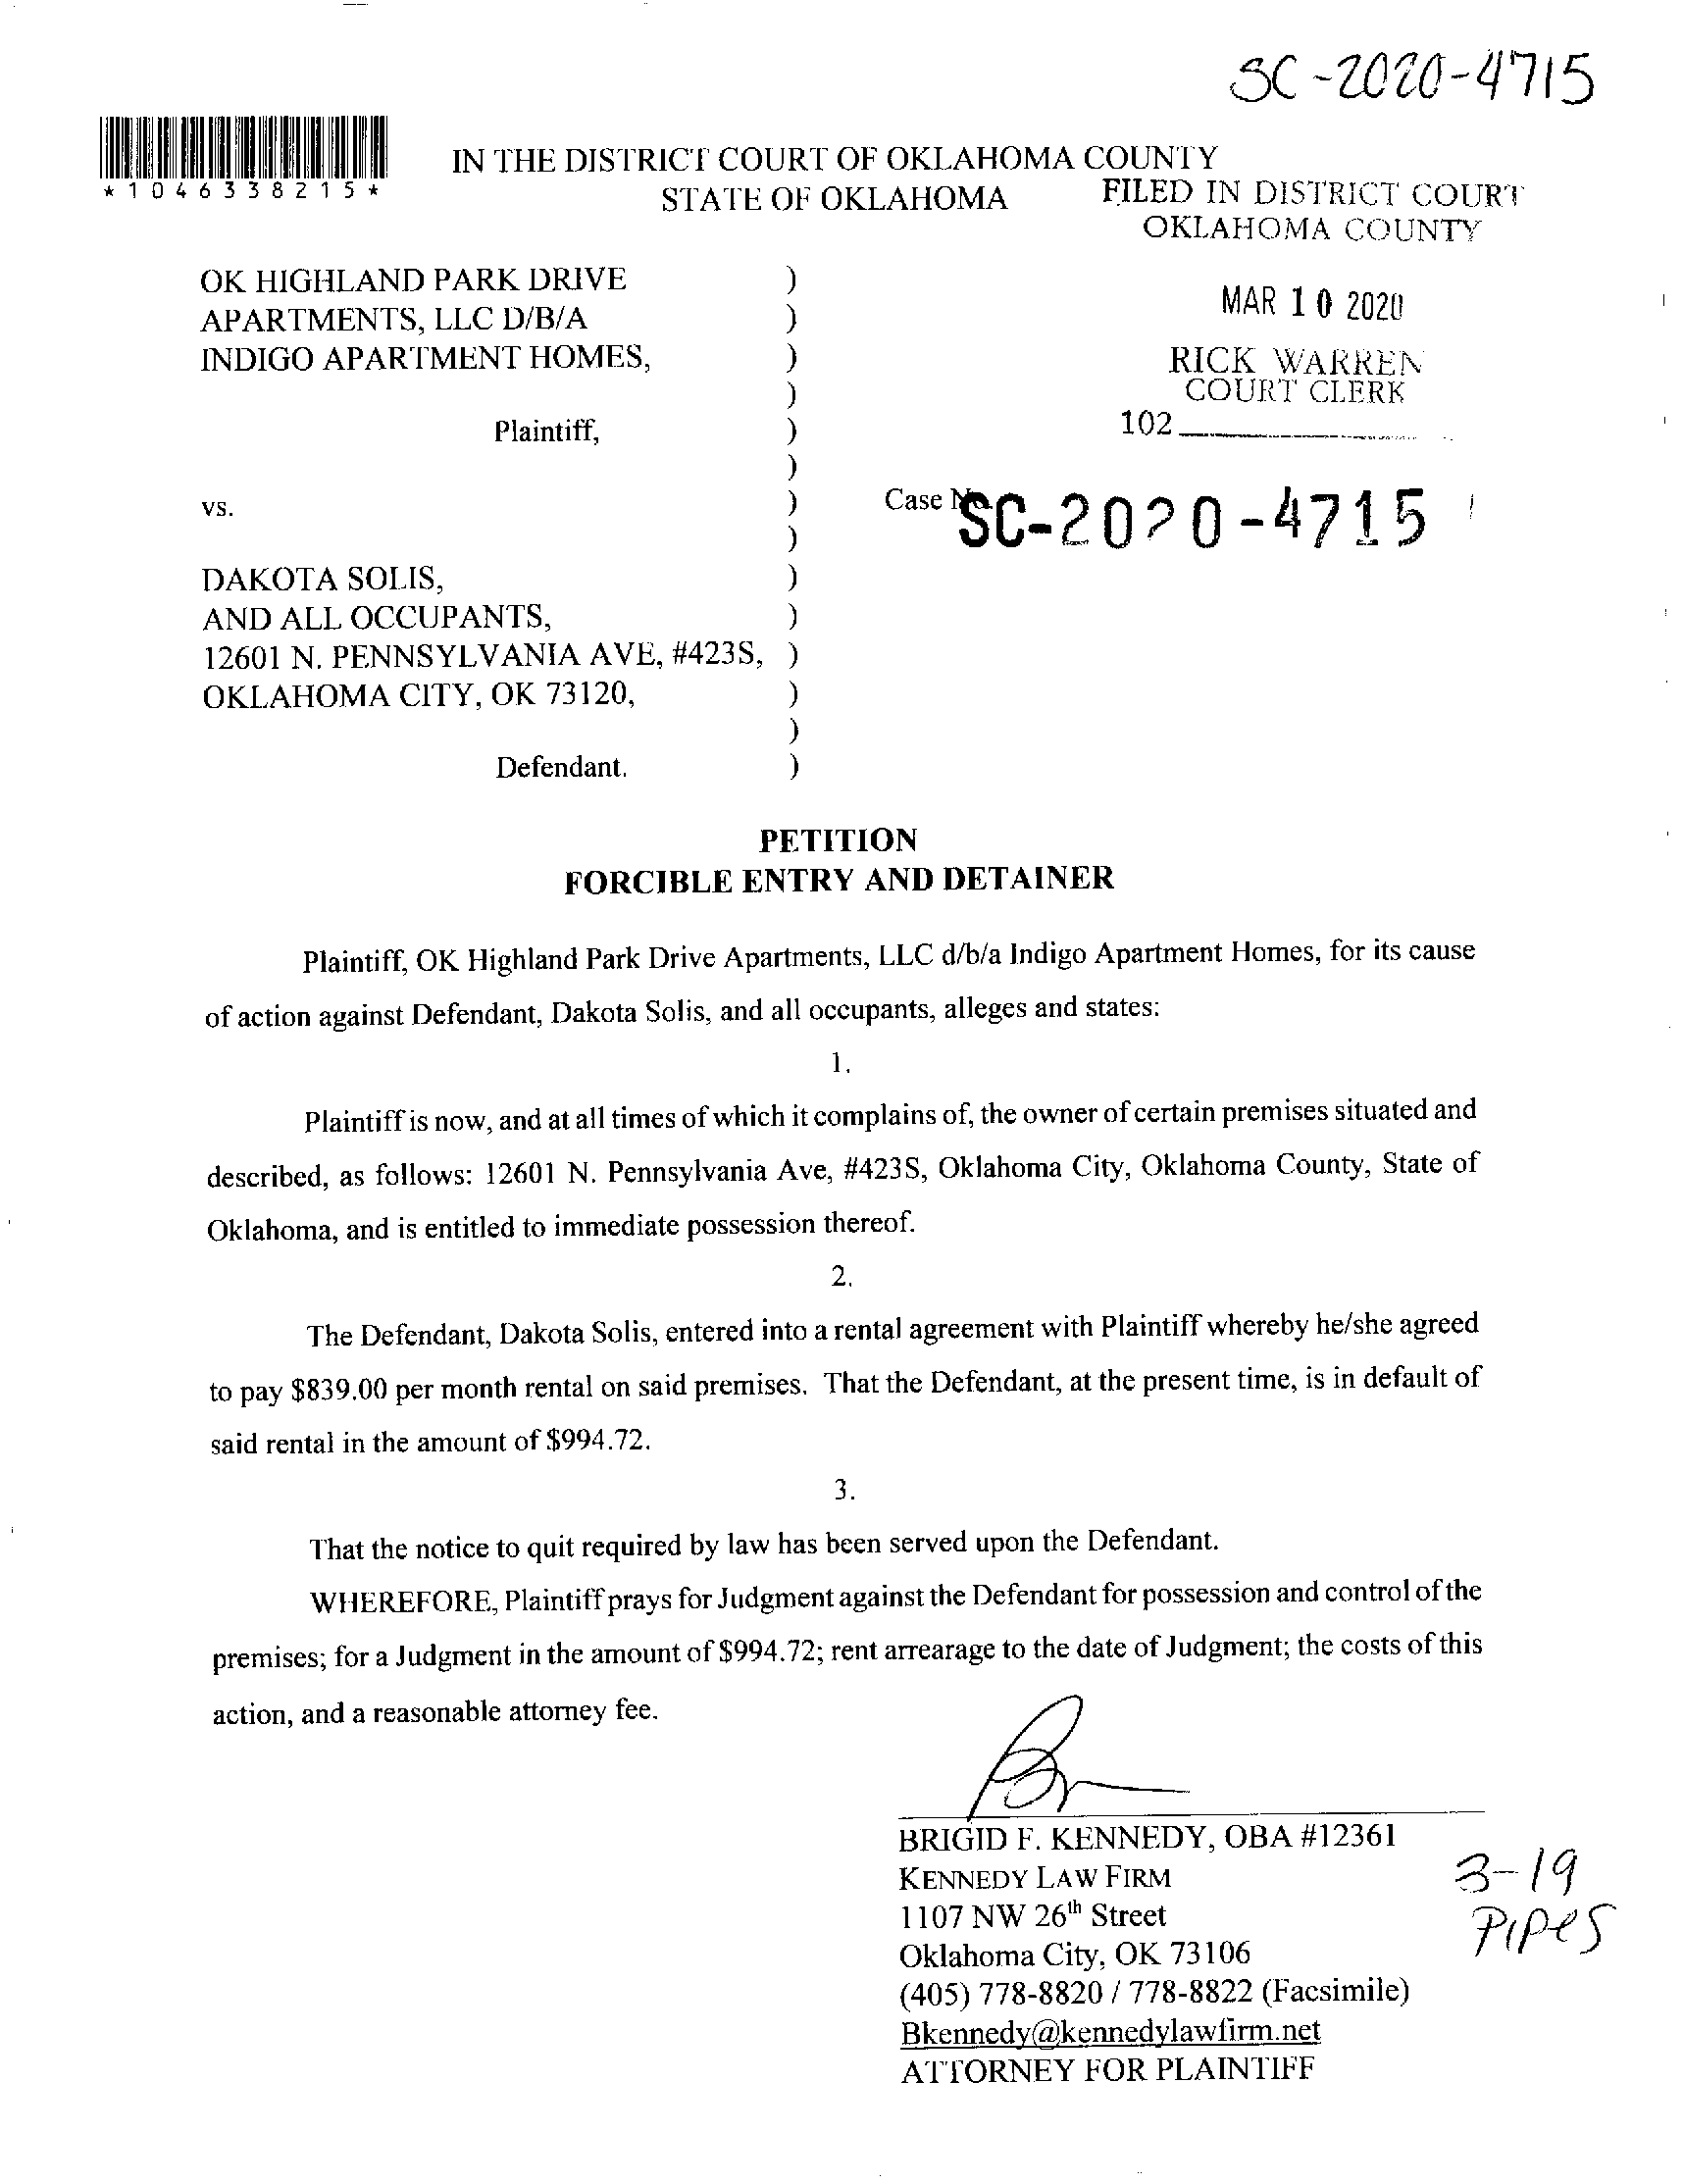 SC-2020-4715
*1046338215*
IN THE DISTRICT COURT OF OKLAHOMA COUNTY
STATE OF OKLAHOMA
FILED IN DISTRICT COURT
OKLAHOMA COUNTY
MAR 10 2020
RICK WARREN
COURT CLERK
102
OK HIGHLAND PARK DRIVE )
APARTMENTS, LLC D/B/A )
INDIGO APARTMENT HOMES, )
)
Plaintiff, )
)
vs. )
Case No. SC-2020-4715
)
DAKOTA SOLIS, )
AND ALL OCCUPANTS, )
12601 N. PENNSYLVANIA AVE, #423S, )
OKLAHOMA CITY, OK 73120, )
)
Defendant. )
PETITION
FORCIBLE ENTRY AND DETAINER
Plaintiff, OK Highland Park Drive Apartments, LLC d/b/a Indigo Apartment Homes, for its cause
of action against Defendant, Dakota Solis, and all occupants, alleges and states:
1.
Plaintiff is now, and at all times of which it complains of, the owner of certain premises situated and
described, as follows: 12601 N. Pennsylvania Ave, #423S, Oklahoma City, Oklahoma County, State of
Oklahoma, and is entitled to immediate possession thereof.
2.
The Defendant, Dakota Solis, entered into a rental agreement with Plaintiff whereby he/she agreed
to pay $839.00 per month rental on said premises. That the Defendant, at the present time, is in default of
said rental in the amount of $994.72.
3.
That the notice to quit required by law has been served upon the Defendant.
WHEREFORE, Plaintiff prays for Judgment against the Defendant for possession and control of the
premises; for a Judgment in the amount of $994.72; rent arrearage to the date of Judgment; the costs of this
action, and a reasonable attorney fee.
BRIGID F. KENNEDY, OBA #12361
KENNEDY LAW FIRM
1107 NW 26th Street
Oklahoma City, OK 73106
(405) 778-8820 / 778-8822 (Facsimile)
Bkennedy@kennedylawfirm.net
ATTORNEY FOR PLAINTIFF
3-19
Pipes